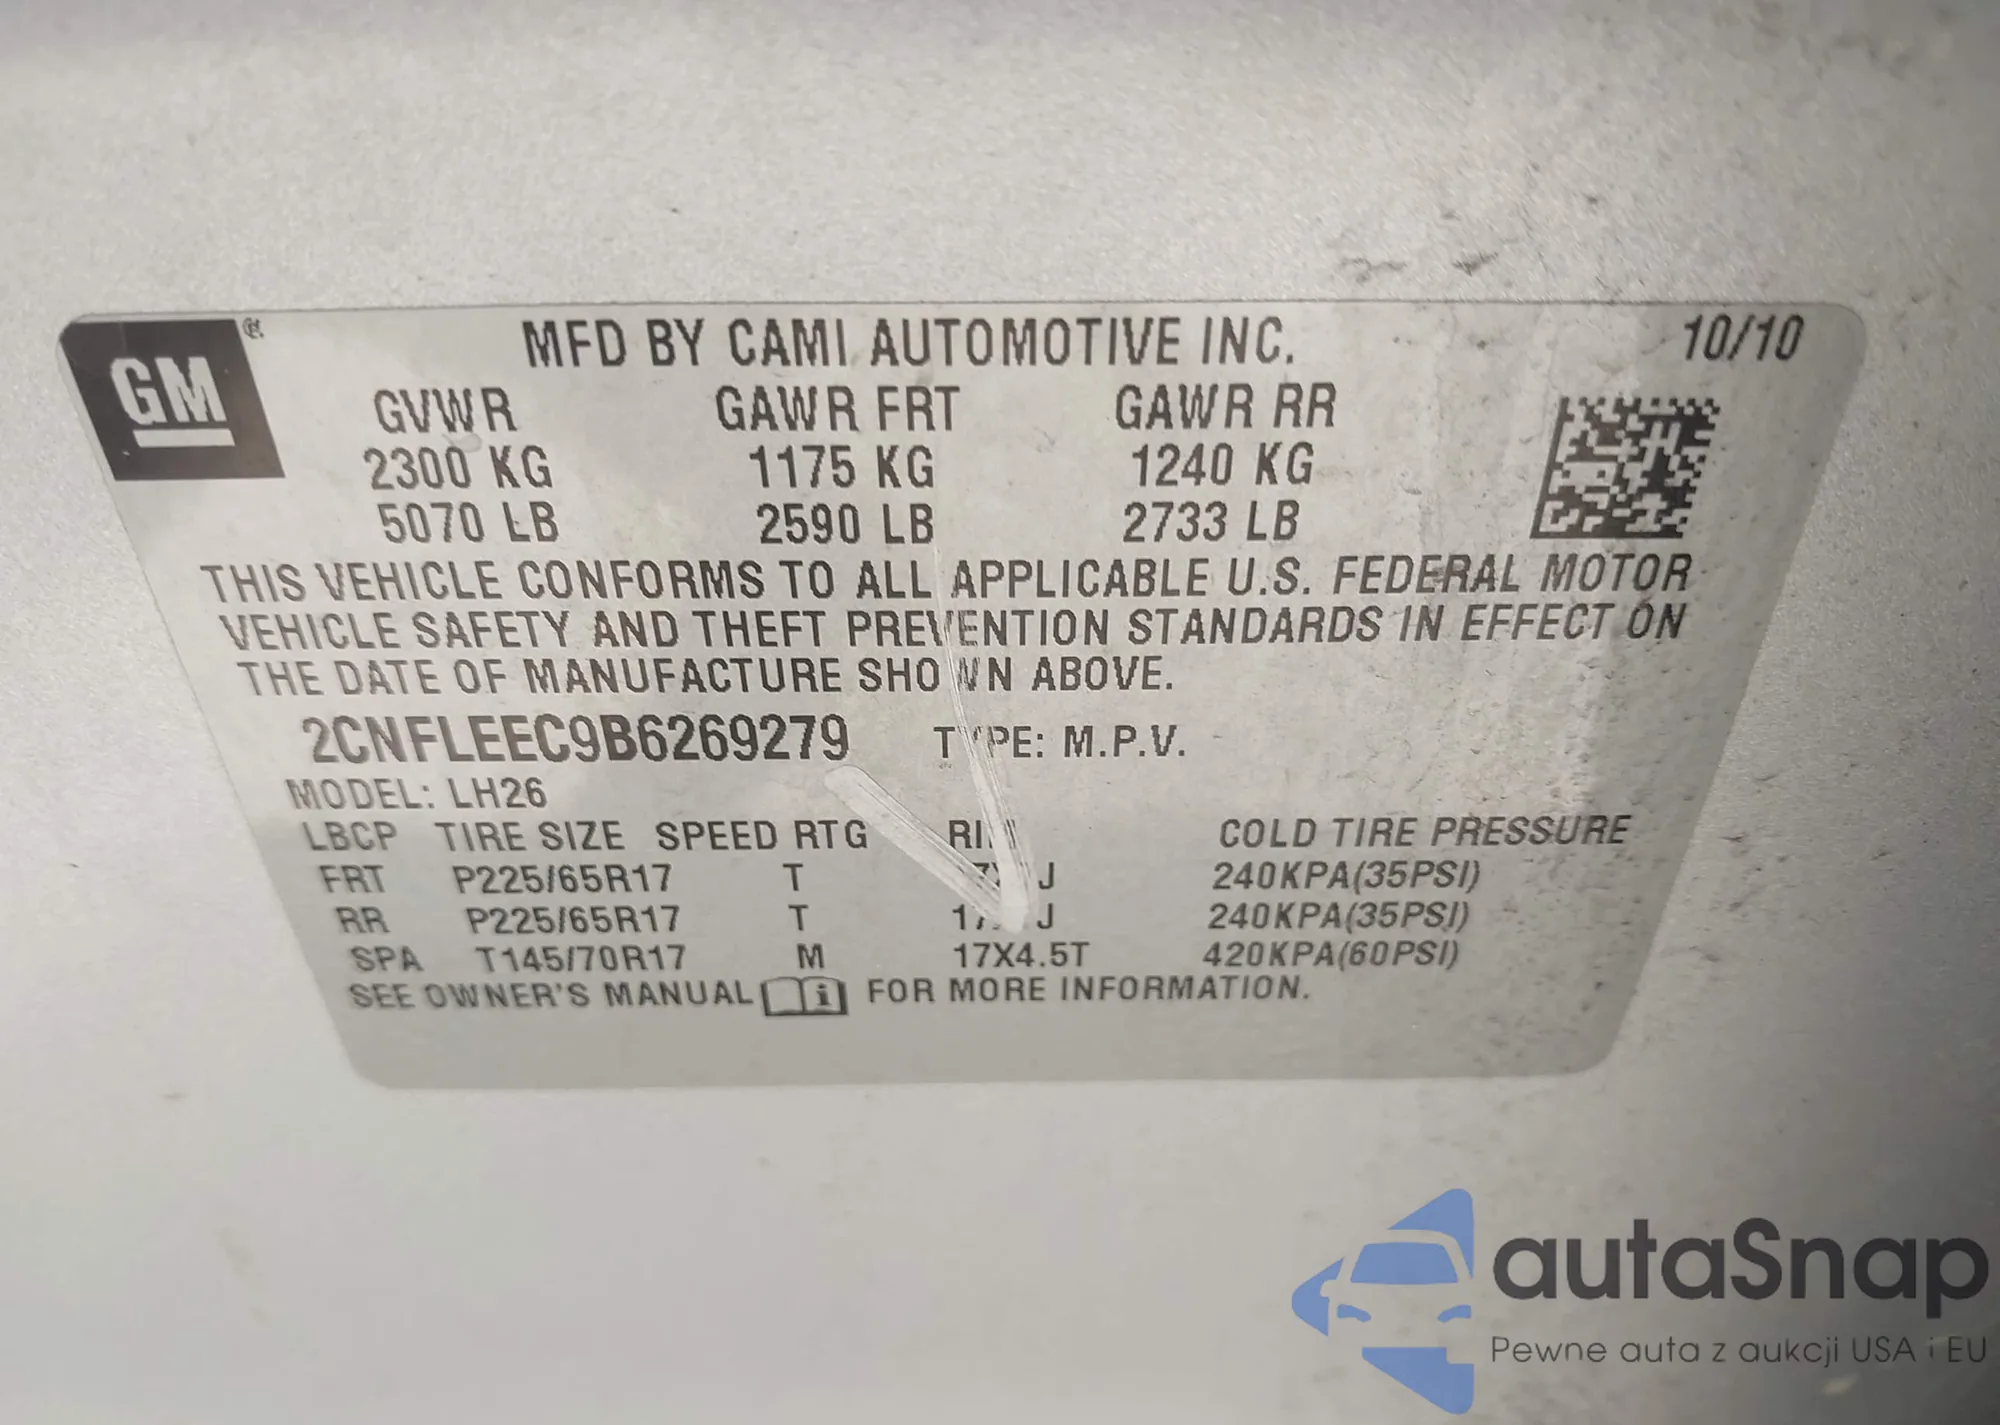 GM
MFD BY CAMI AUTOMOTIVE INC. 10/10
GVWR GAWR FRT GAWR RR
2300 KG 1175 KG 1240 KG
5070 LB 2590 LB 2733 LB
THIS VEHICLE CONFORMS TO ALL APPLICABLE U.S. FEDERAL MOTOR
VEHICLE SAFETY AND THEFT PREVENTION STANDARDS IN EFFECT ON
THE DATE OF MANUFACTURE SHOWN ABOVE.
2CNFLEEC9B6269279 TYPE: M.P.V.
MODEL: LH26
LBCP TIRE SIZE SPEED RTG RIM COLD TIRE PRESSURE
FRT P225/65R17 T 240KPA(35PSI)
RR P225/65R17 T 240KPA(35PSI)
SPA T145/70R17 M 17X4.5T 420KPA(60PSI)
SEE OWNER'S MANUAL FOR MORE INFORMATION.
autaSnap
Pewne auta z aukcji USA i EU